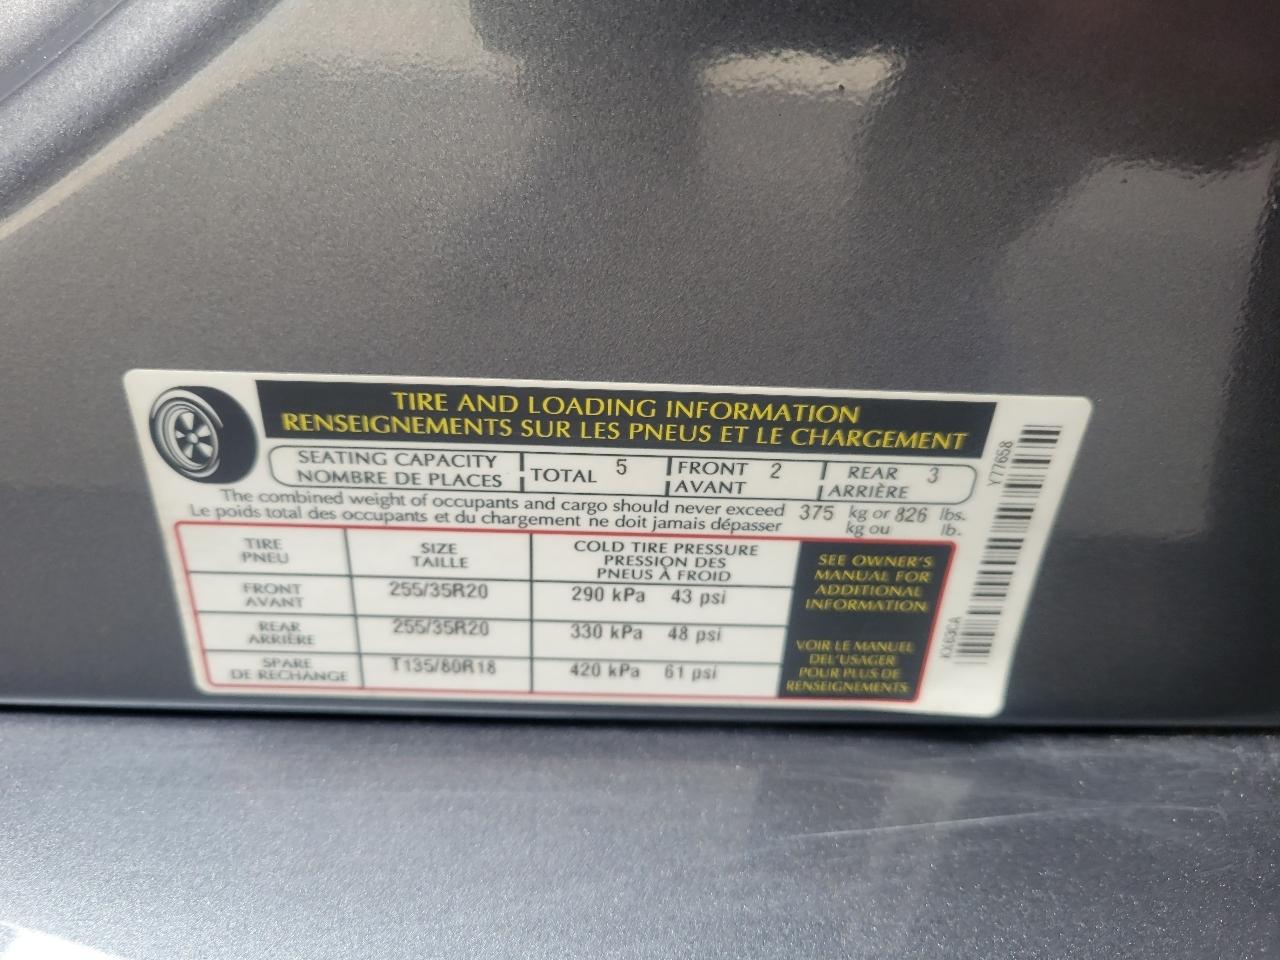 TIRE AND LOADING INFORMATION
RENSEIGNEMENTS SUR LES PNEUS ET LE CHARGEMENT
SEATING CAPACITY
NOMBRE DE PLACES
TOTAL 5
FRONT
AVANT
2
REAR
ARRIÈRE
3
The combined weight of occupants and cargo should never exceed 375 kg or 826 lbs.
Le poids total des occupants et du chargement ne doit jamais dépasser kg ou lb.
TIRE
PNEU
SIZE
TAILLE
COLD TIRE PRESSURE
PRESSION DES
PNEUS À FROID
FRONT
AVANT
255/35R20
290 kPa 43 psi
REAR
ARRIÈRE
255/35R20
330 kPa 48 psi
SPARE
DE RECHANGE
T135/80R18
420 kPa 61 psi
SEE OWNER'S
MANUAL FOR
ADDITIONAL
INFORMATION
VOIR LE MANUEL
DEL'USAGER
POUR PLUS DE
RENSEIGNEMENTS
Y77658